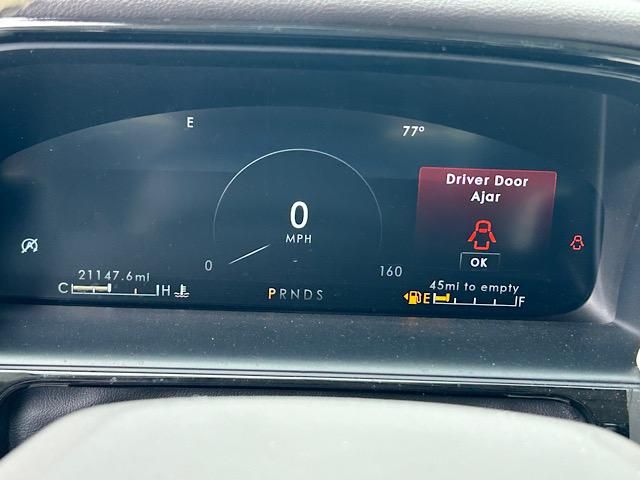 E
77°
Driver Door
Ajar
OK
0
MPH
0
160
21147.6mi
C H
PRNDS
45mi to empty
E F